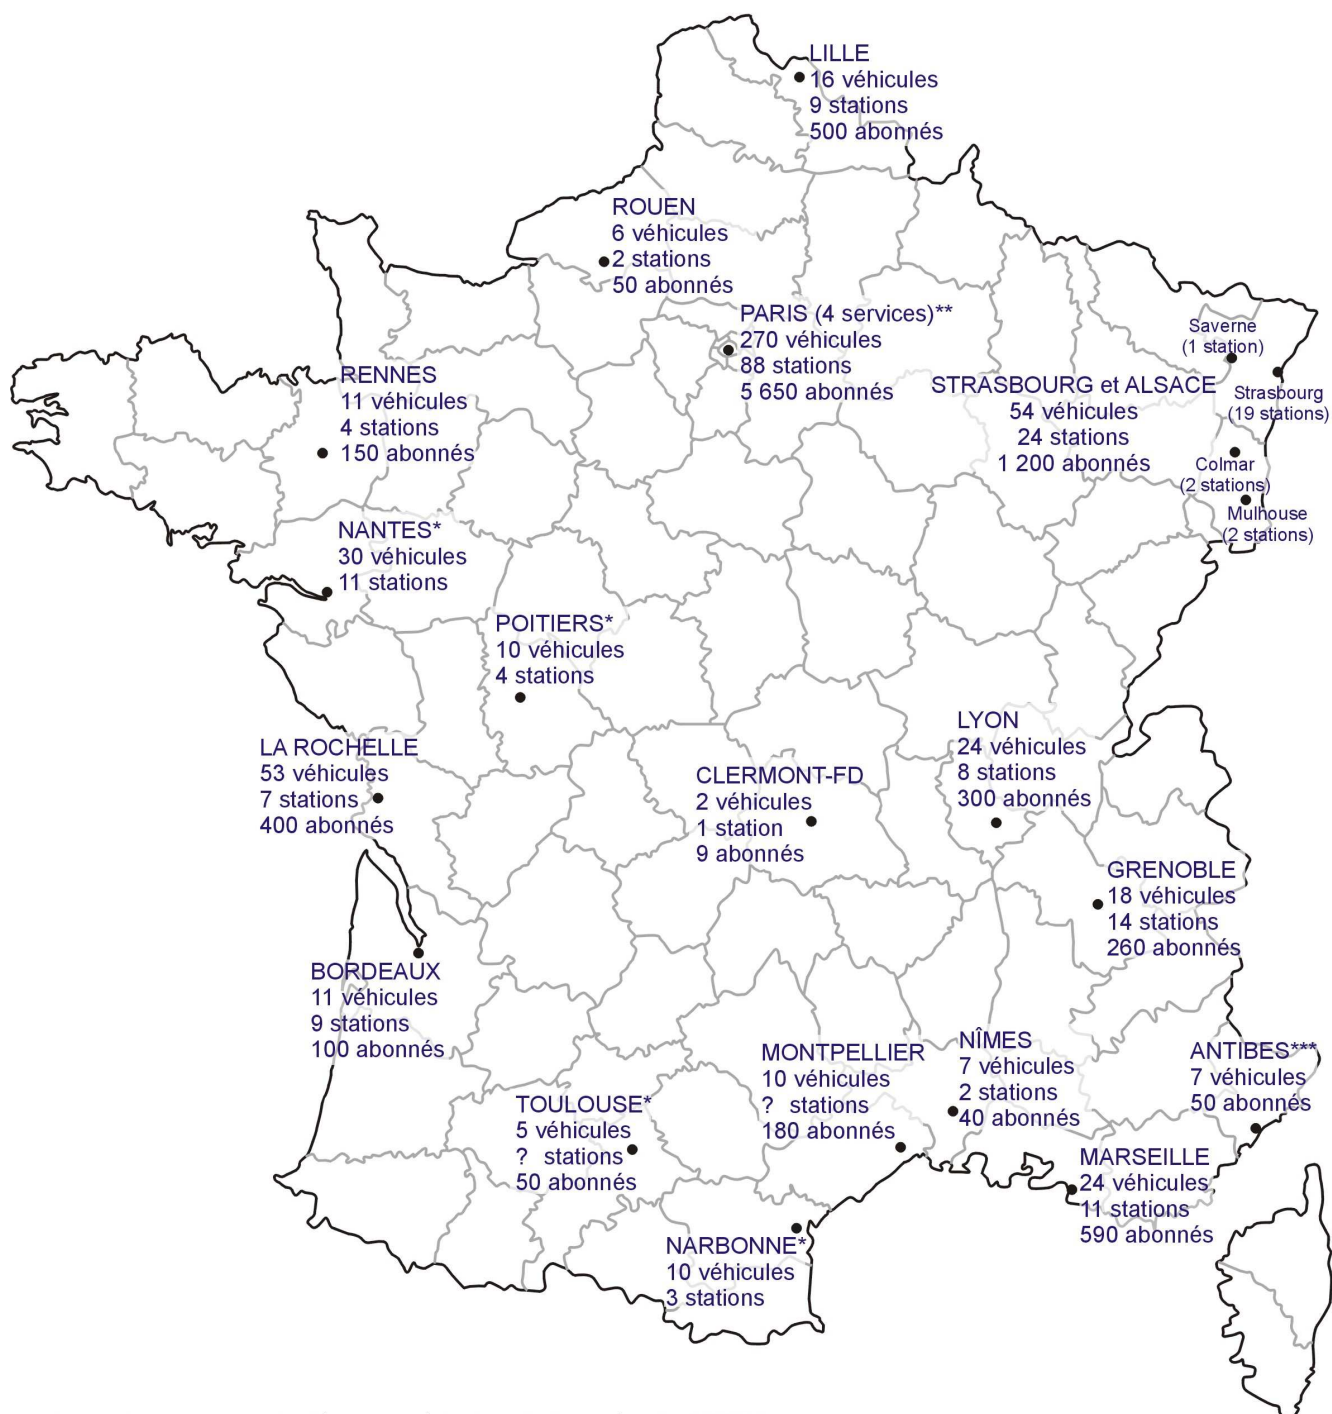 LILLE
16 véhicules
9 stations
500 abonnés
ROUEN
6 véhicules
2 stations
50 abonnés
PARIS (4 services)**
270 véhicules
88 stations
5 650 abonnés
Saverne
(1 station)
STRASBOURG et ALSACE
54 véhicules
24 stations
1 200 abonnés
Strasbourg
(19 stations)
Colmar
(2 stations)
Mulhouse
(2 stations)
RENNES
11 véhicules
4 stations
150 abonnés
NANTES*
30 véhicules
11 stations
POITIERS*
10 véhicules
4 stations
LA ROCHELLE
53 véhicules
7 stations
400 abonnés
CLERMONT-FD
2 véhicules
1 station
9 abonnés
LYON
24 véhicules
8 stations
300 abonnés
GRENOBLE
18 véhicules
14 stations
260 abonnés
BORDEAUX
11 véhicules
9 stations
100 abonnés
MONTPELLIER
10 véhicules
? stations
180 abonnés
NÎMES
7 véhicules
2 stations
40 abonnés
ANTIBES***
7 véhicules
50 abonnés
TOULOUSE*
5 véhicules
? stations
50 abonnés
MARSEILLE
24 véhicules
11 stations
590 abonnés
NARBONNE*
10 véhicules
3 stations